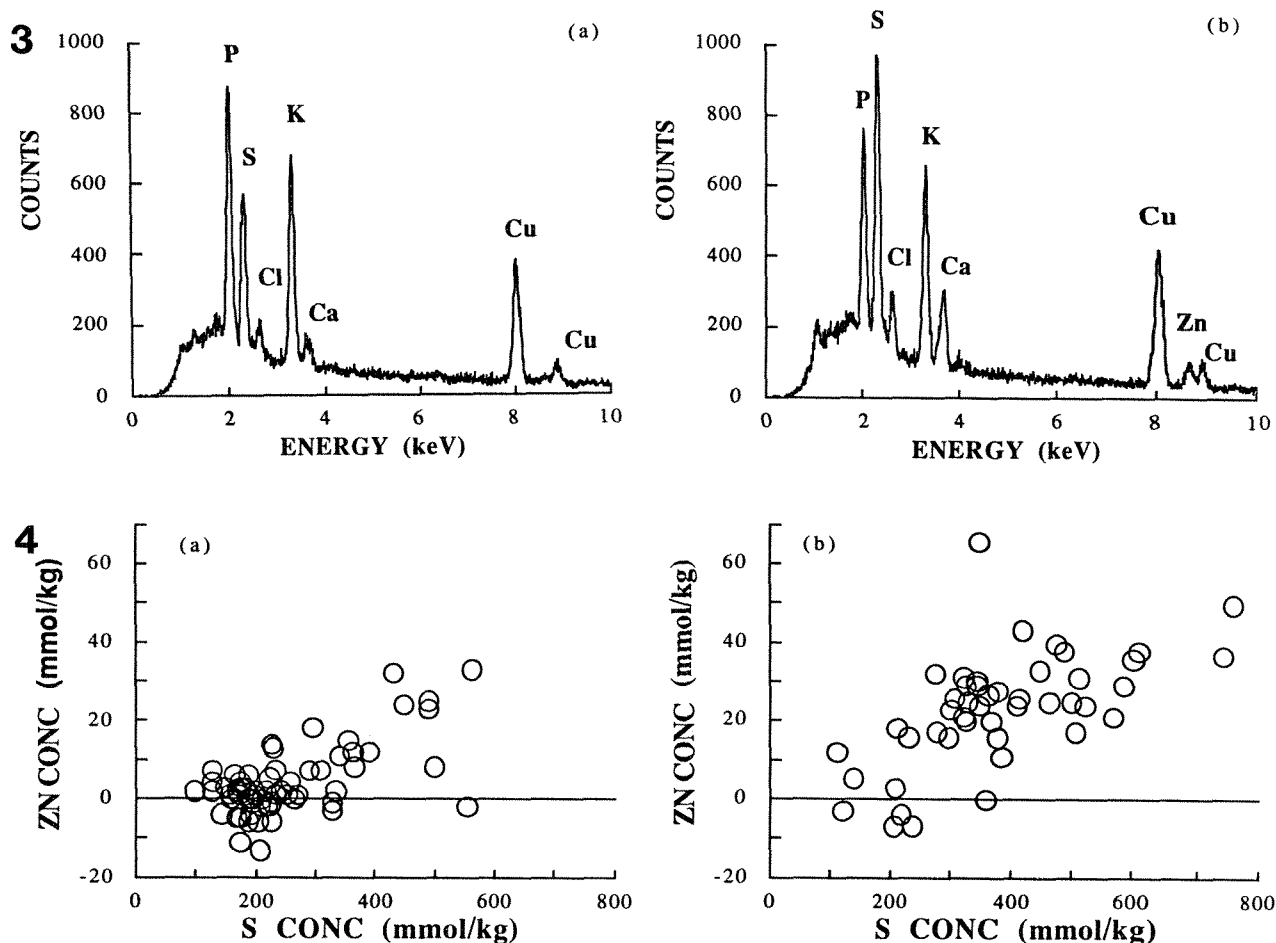 3
(a)
1000
800
600
400
200
0
COUNTS
P
S
Cl
K
Ca
Cu
Cu
0 2 4 6 8 10
ENERGY (keV)
(b)
1000
800
600
400
200
0
COUNTS
P
S
Cl
K
Ca
Cu
Zn
Cu
0 2 4 6 8 10
ENERGY (keV)
4
(a)
60
40
20
0
-20
ZN CONC (mmol/kg)
0 200 400 600 800
S CONC (mmol/kg)
(b)
60
40
20
0
-20
ZN CONC (mmol/kg)
0 200 400 600 800
S CONC (mmol/kg)